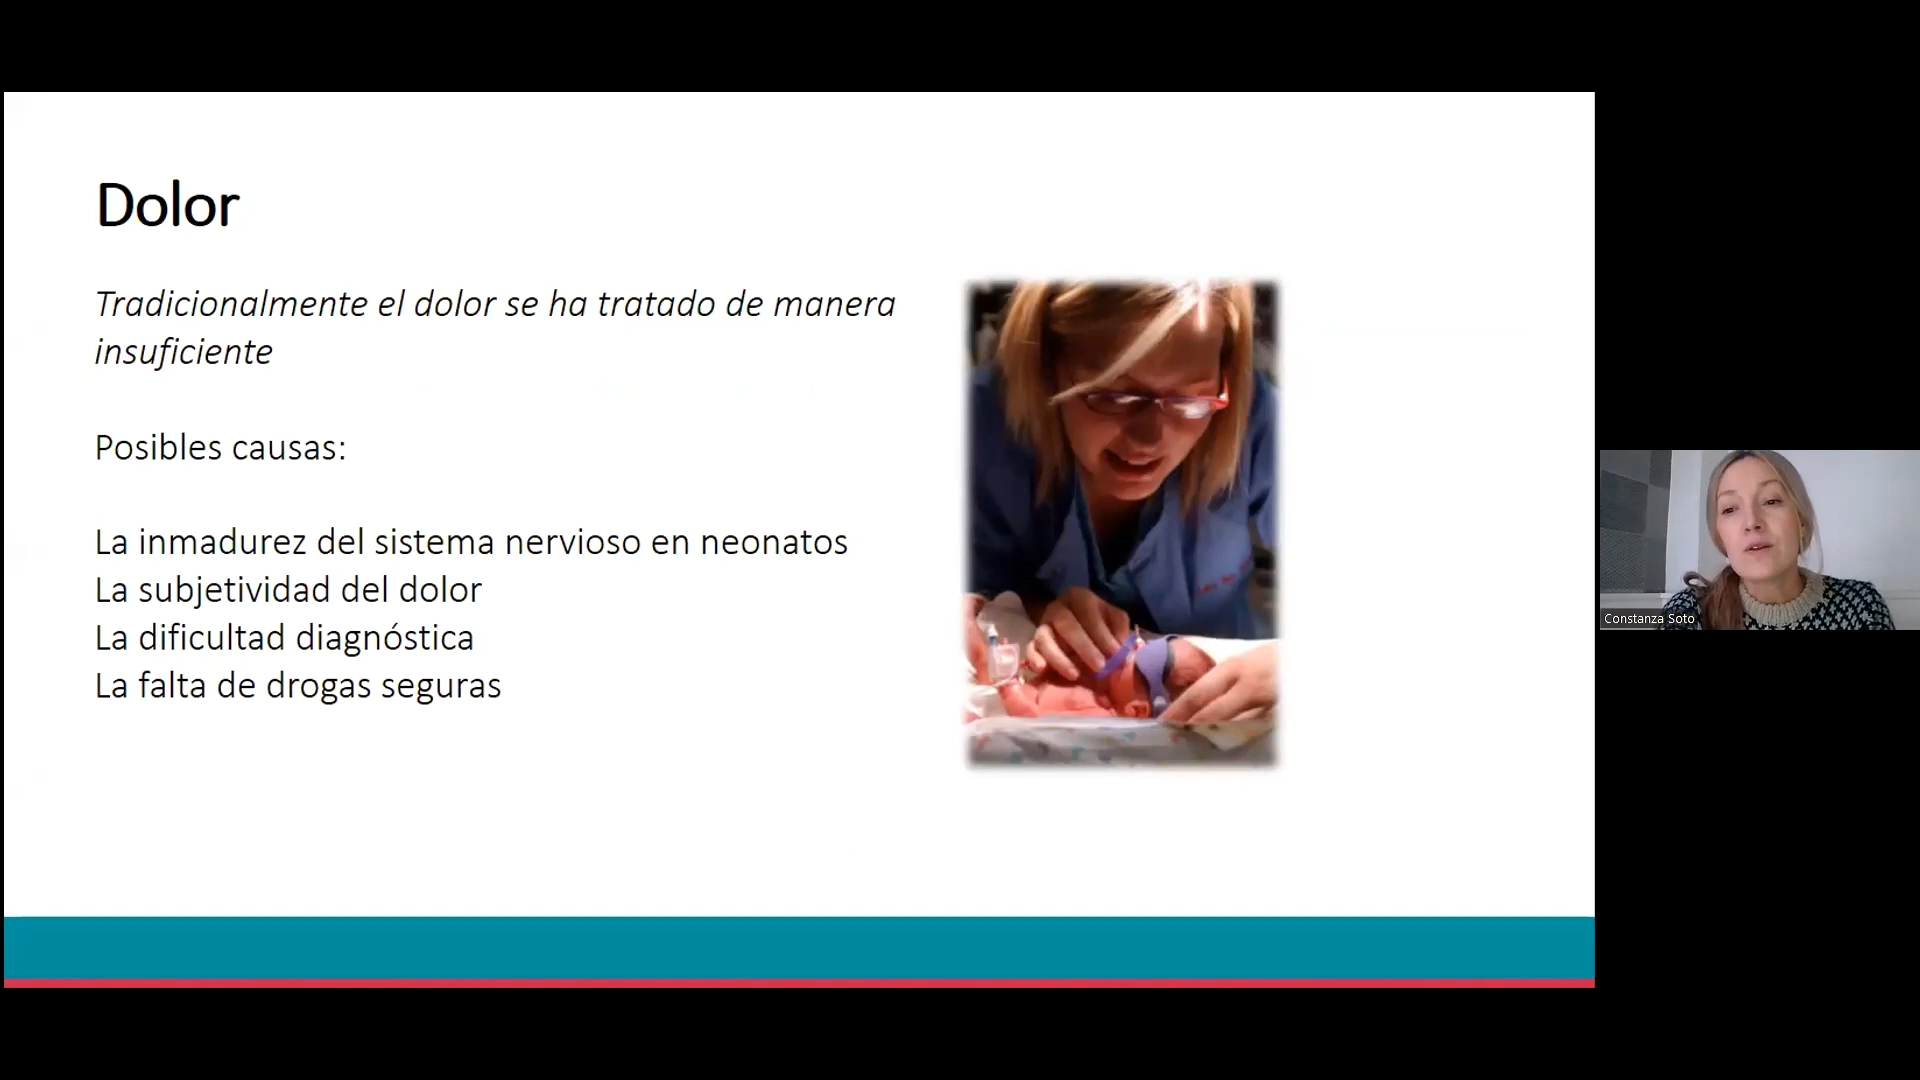 Dolor
Tradicionalmente el dolor se ha tratado de manera
insuficiente
Posibles causas:
La inmadurez del sistema nervioso en neonatos
La subjetividad del dolor
La dificultad diagnóstica
La falta de drogas seguras
Constanza Soto